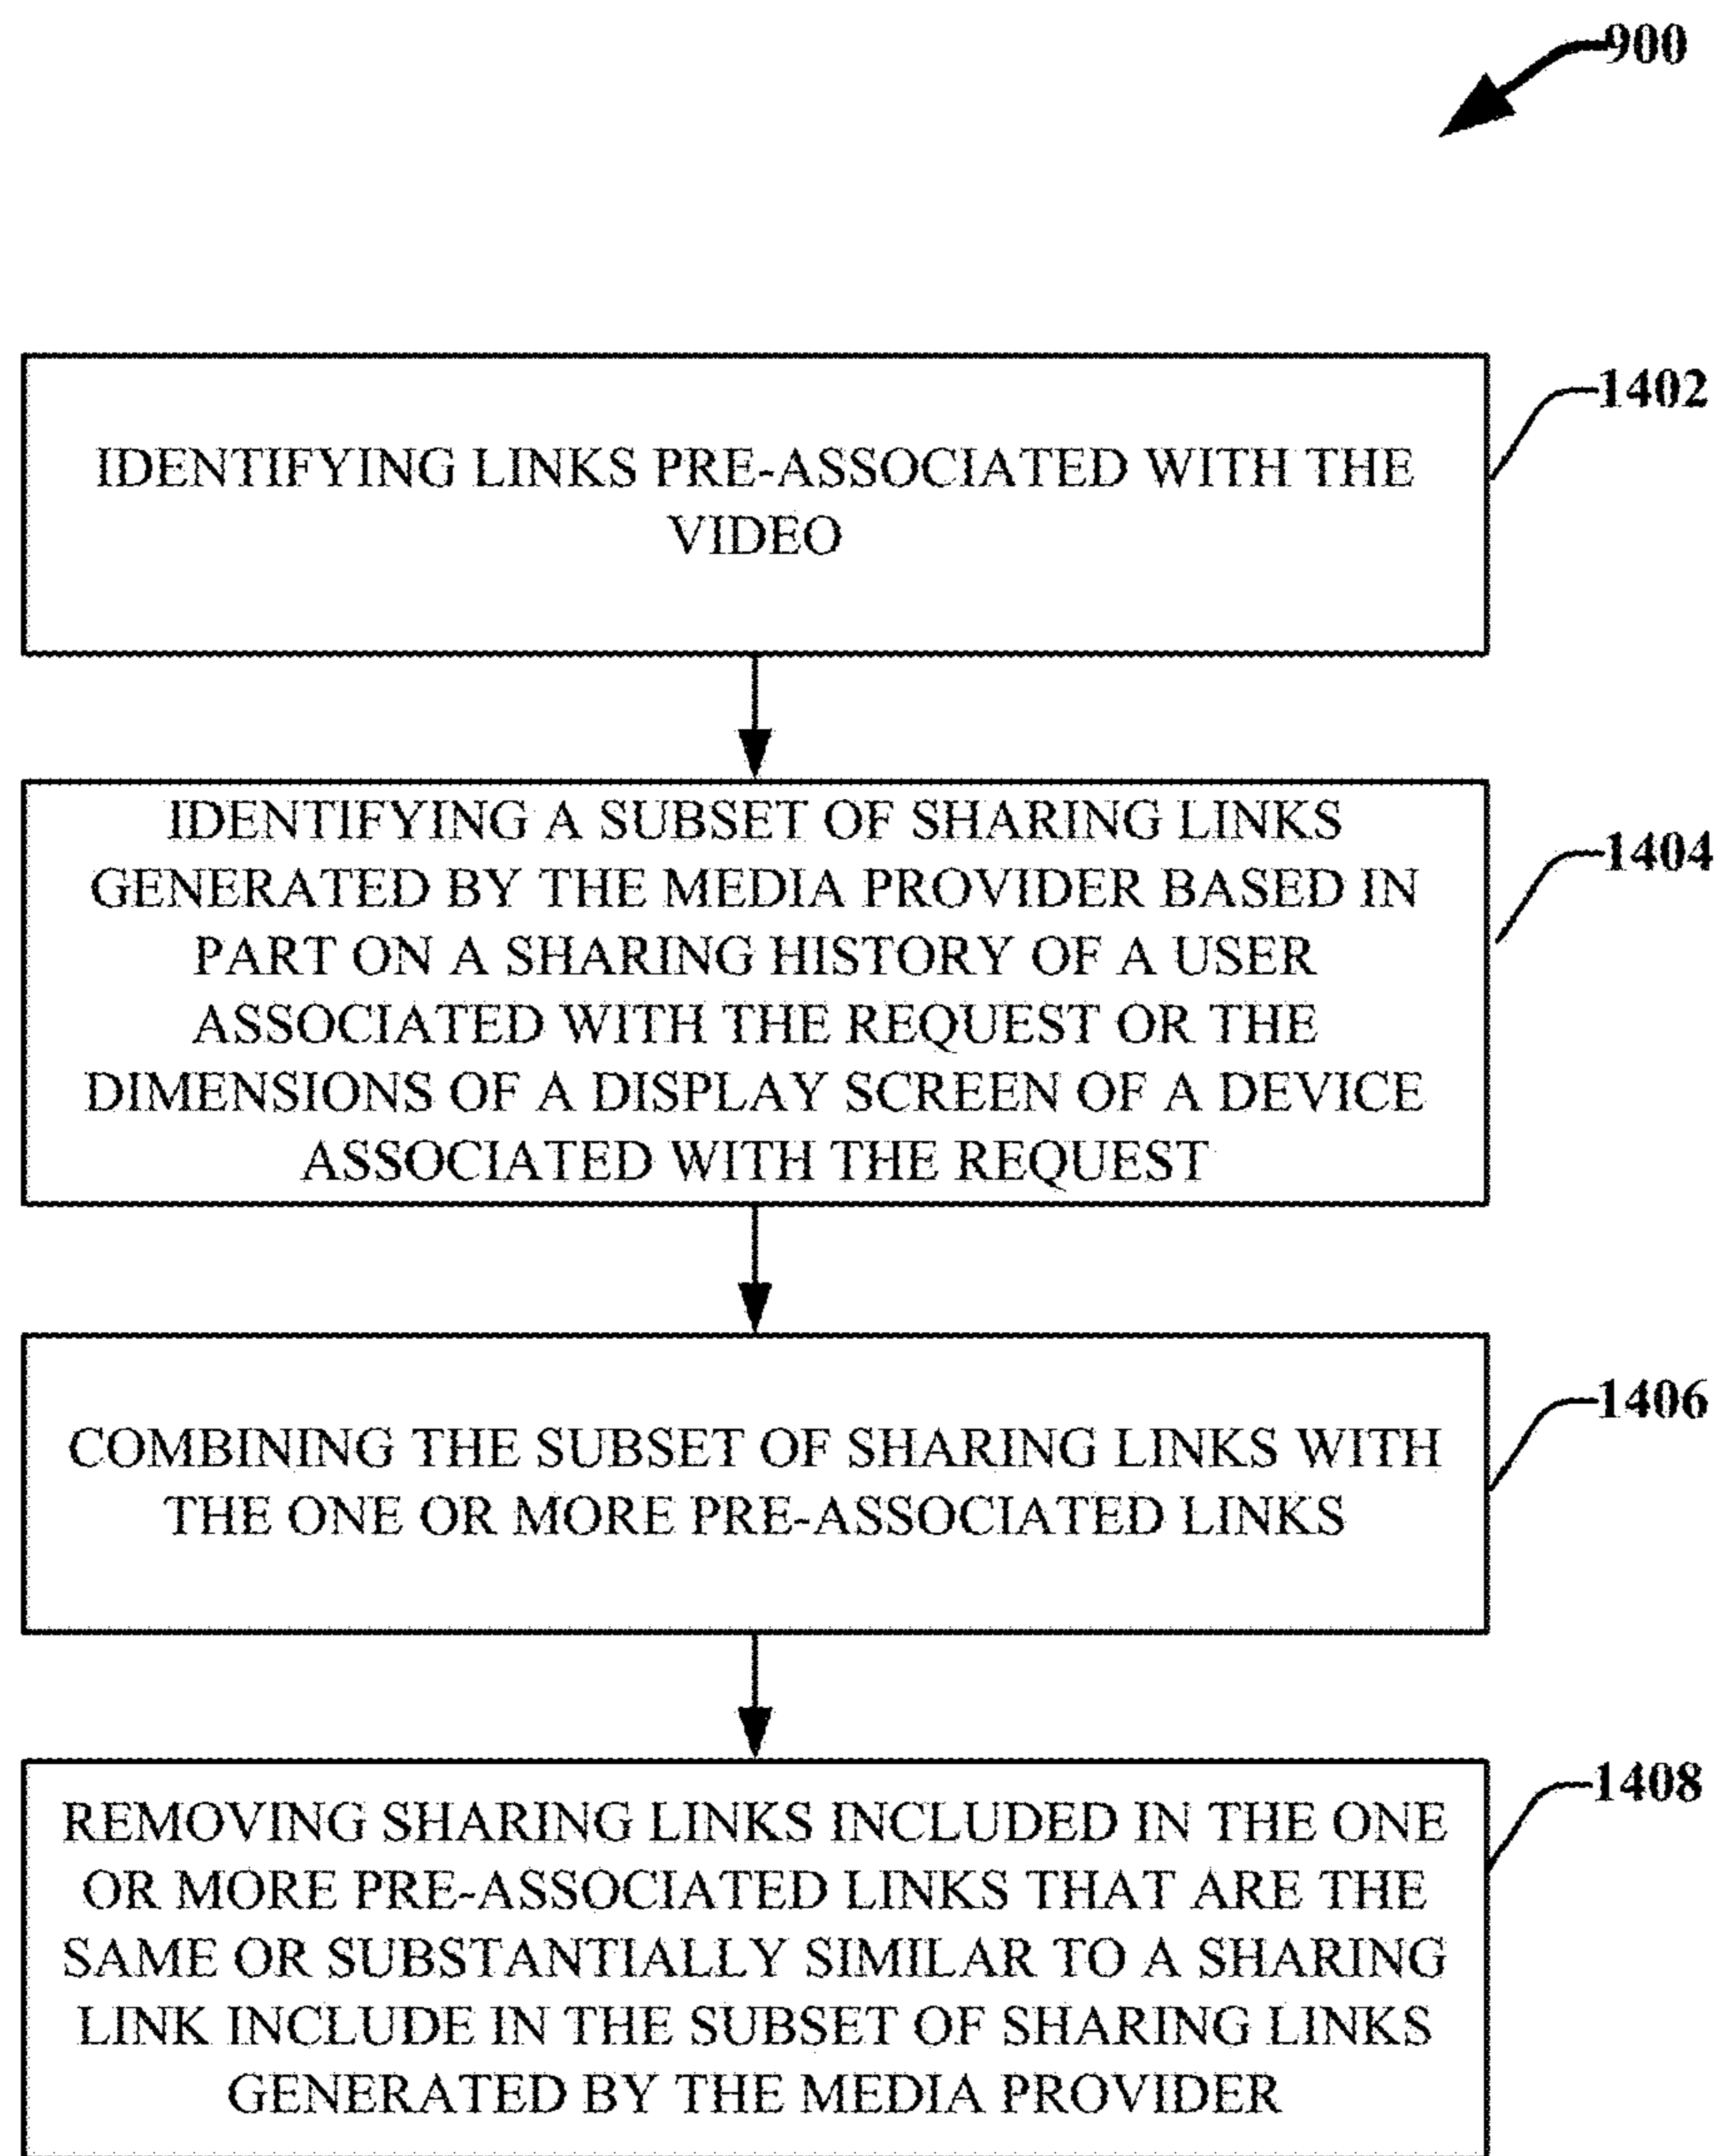 900
1402
IDENTIFYING LINKS PRE-ASSOCIATED WITH THE
VIDEO
1404
IDENTIFYING A SUBSET OF SHARING LINKS
GENERATED BY THE MEDIA PROVIDER BASED IN
PART ON A SHARING HISTORY OF A USER
ASSOCIATED WITH THE REQUEST OR THE
DIMENSIONS OF A DISPLAY SCREEN OF A DEVICE
ASSOCIATED WITH THE REQUEST
1406
COMBINING THE SUBSET OF SHARING LINKS WITH
THE ONE OR MORE PRE-ASSOCIATED LINKS
1408
REMOVING SHARING LINKS INCLUDED IN THE ONE
OR MORE PRE-ASSOCIATED LINKS THAT ARE THE
SAME OR SUBSTANTIALLY SIMILAR TO A SHARING
LINK INCLUDE IN THE SUBSET OF SHARING LINKS
GENERATED BY THE MEDIA PROVIDER